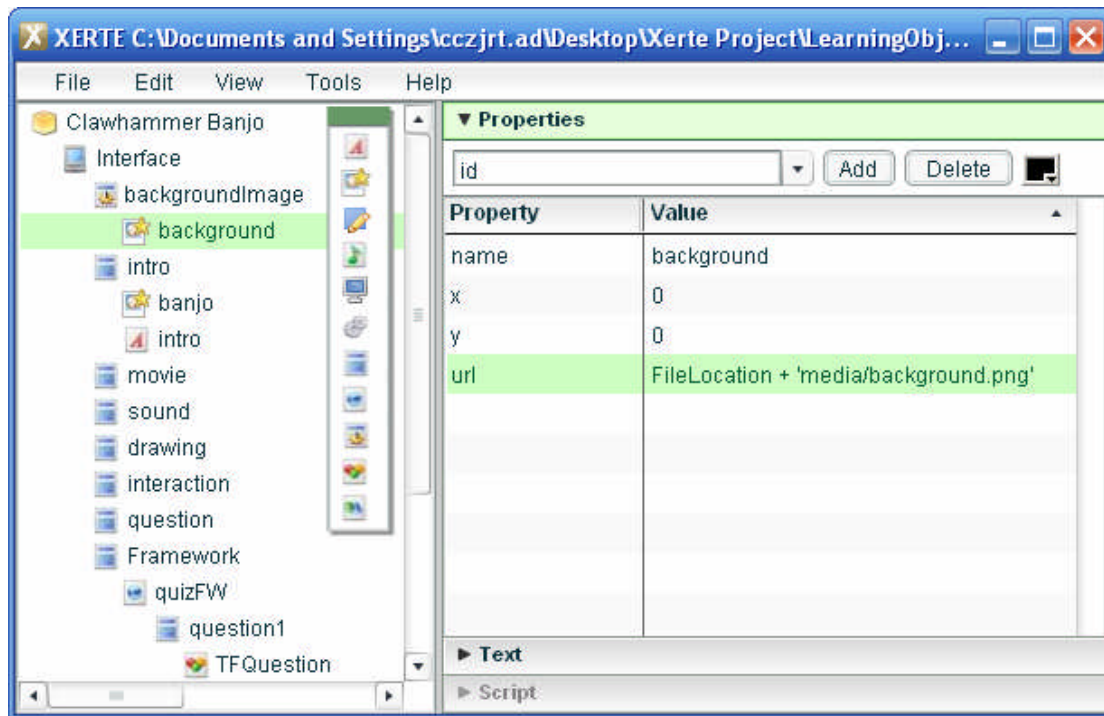 XERTE C:\Documents and Settings\cczjrt.ad\Desktop\Xerte Project\LearningObj...
File Edit View Tools Help
Clawhammer Banjo
Interface
backgroundImage
background
intro
banjo
intro
movie
sound
drawing
interaction
question
Framework
quizFW
question1
TFQuestion
▼ Properties
id Add Delete
Property Value
name background
x 0
y 0
url FileLocation + 'media/background.png'
► Text
► Script